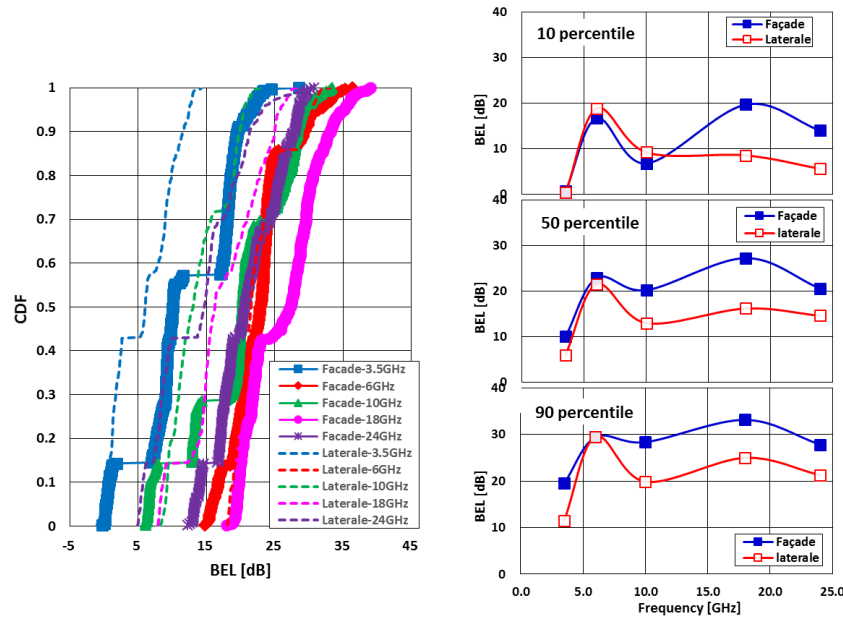 CDF
1
0.9
0.8
0.7
0.6
0.5
0.4
0.3
0.2
0.1
0
-5
5
15
25
35
45
BEL [dB]
Facade-3.5GHz
Facade-6GHz
Facade-10GHz
Facade-18GHz
Facade-24GHz
Laterale-3.5GHz
Laterale-6GHz
Laterale-10GHz
Laterale-18GHz
Laterale-24GHz
10 percentile
Façade
Laterale
BEL [dB]
40
30
20
10
0
50 percentile
Façade
laterale
BEL [dB]
40
30
20
10
0
90 percentile
Façade
laterale
BEL [dB]
40
30
20
10
0
0.0
5.0
10.0
15.0
20.0
25.0
Frequency [GHz]